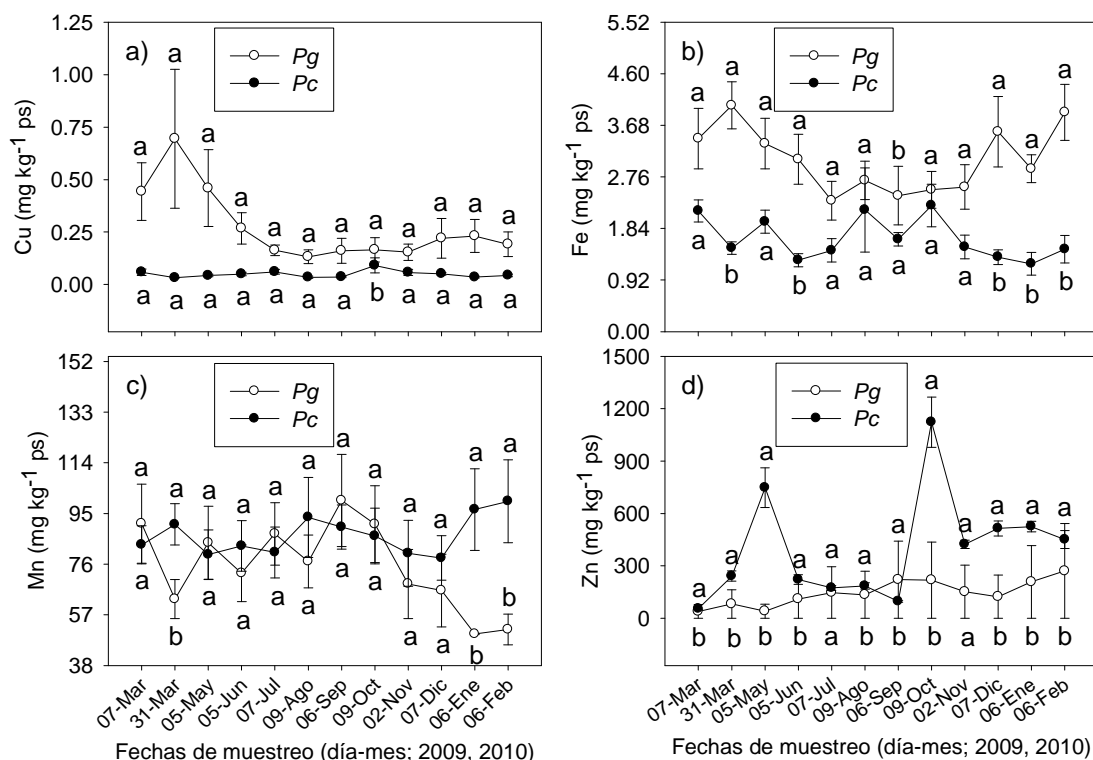 a)
Pg
Pc
Cu (mg kg⁻¹ ps)
1.25
1.00
0.75
0.50
0.25
0.00
a a a a a a a a a a a a
a a a a a a a b a a a a
b)
Pg
Pc
Fe (mg kg⁻¹ ps)
5.52
4.60
3.68
2.76
1.84
0.92
0.00
a a a a a a b a a a a a
a b a b a a a a a b b b
c)
Pg
Pc
Mn (mg kg⁻¹ ps)
152
133
114
95
76
57
38
a a a a a a a a a a a a
a b a a a a a a a a b b
07-Mar
31-Mar
05-May
05-Jun
07-Jul
09-Ago
06-Sep
09-Oct
02-Nov
07-Dic
06-Ene
06-Feb
Fechas de muestreo (día-mes; 2009, 2010)
d)
Pg
Pc
Zn (mg kg⁻¹ ps)
1500
1200
900
600
300
0
a a a a a a a a a a a a
b b b b a b b b a b b b
07-Mar
31-Mar
05-May
05-Jun
07-Jul
09-Ago
06-Sep
09-Oct
02-Nov
07-Dic
06-Ene
06-Feb
Fechas de muestreo (día-mes; 2009, 2010)